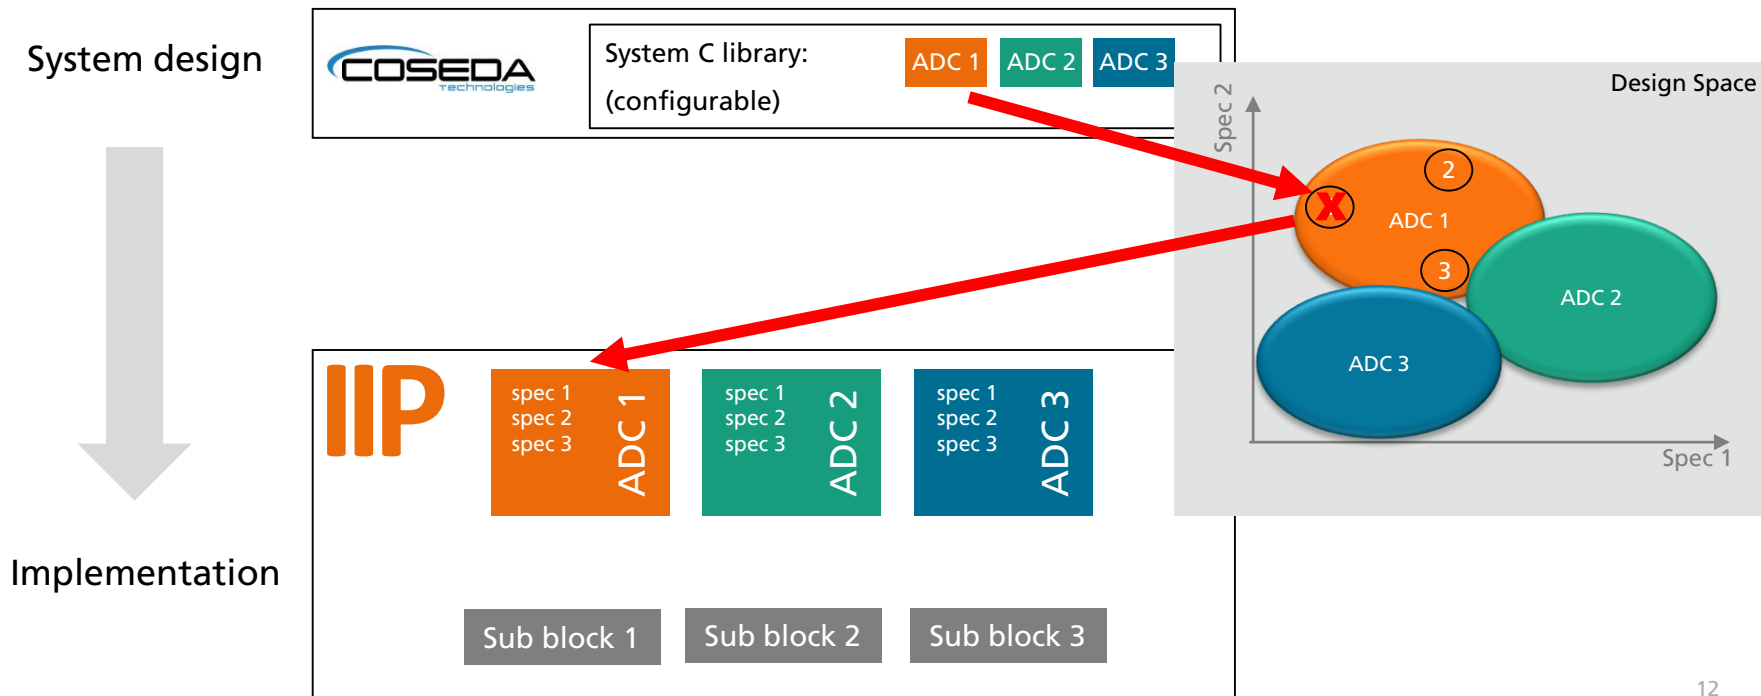 System design
COSEDA
Technologies
System C library:
(configurable)
ADC 1
ADC 2
ADC 3
Design Space
Spec 2
2
X
ADC 1
3
ADC 2
ADC 3
Spec 1
IIP
spec 1
spec 2
spec 3
ADC 1
spec 1
spec 2
spec 3
ADC 2
spec 1
spec 2
spec 3
ADC 3
Implementation
Sub block 1
Sub block 2
Sub block 3
12